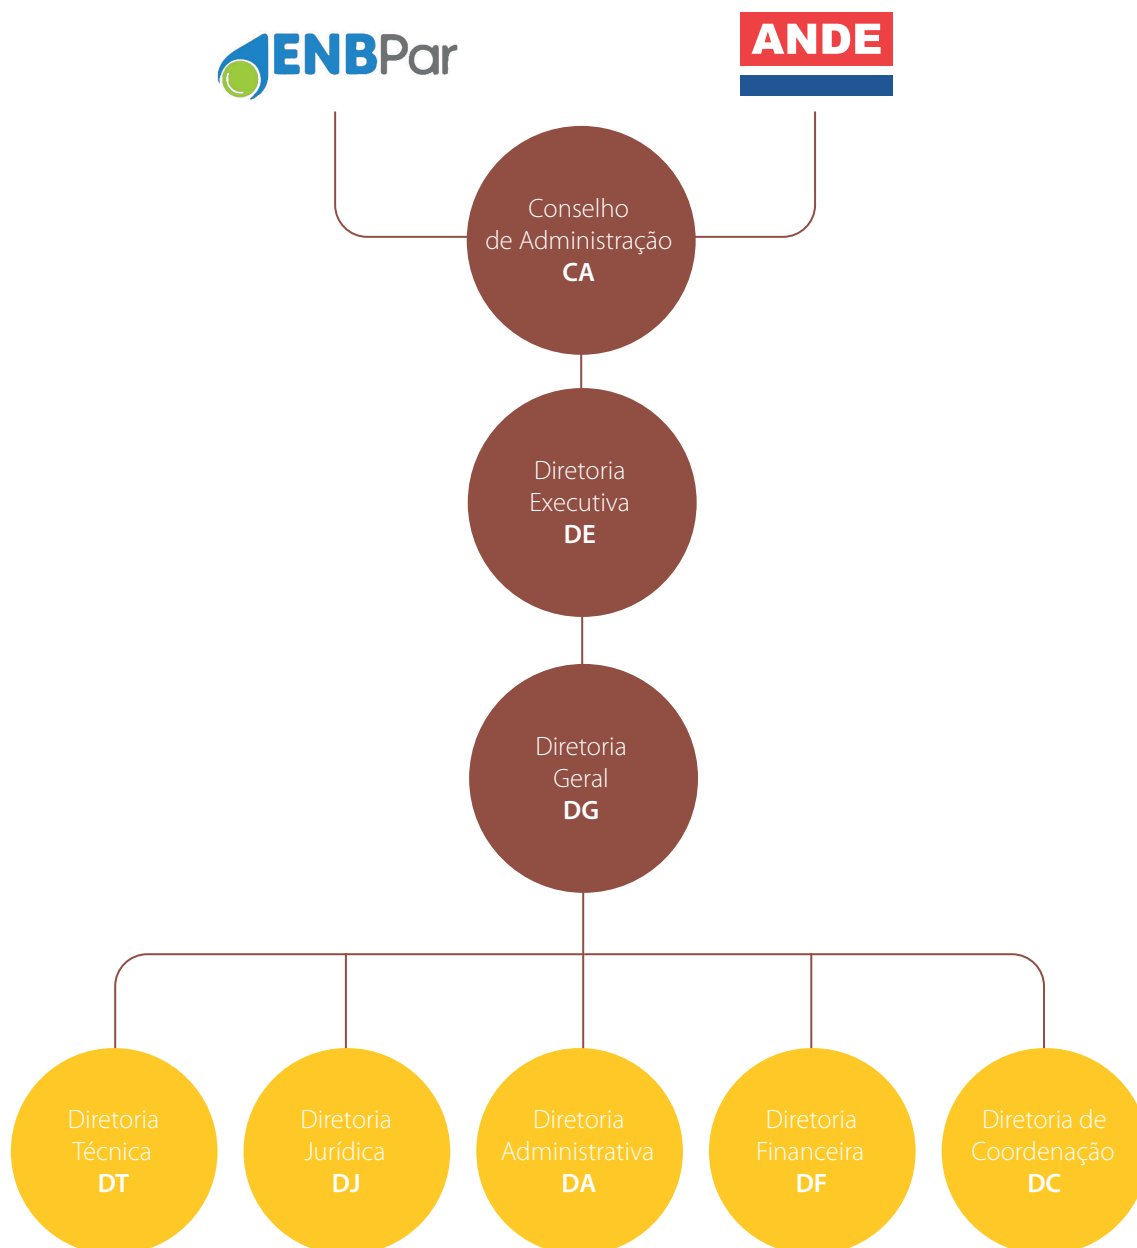 ENBPar
ANDE
Conselho
de Administração
CA
Diretoria
Executiva
DE
Diretoria
Geral
DG
Diretoria
Técnica
DT
Diretoria
Jurídica
DJ
Diretoria
Administrativa
DA
Diretoria
Financeira
DF
Diretoria de
Coordenação
DC